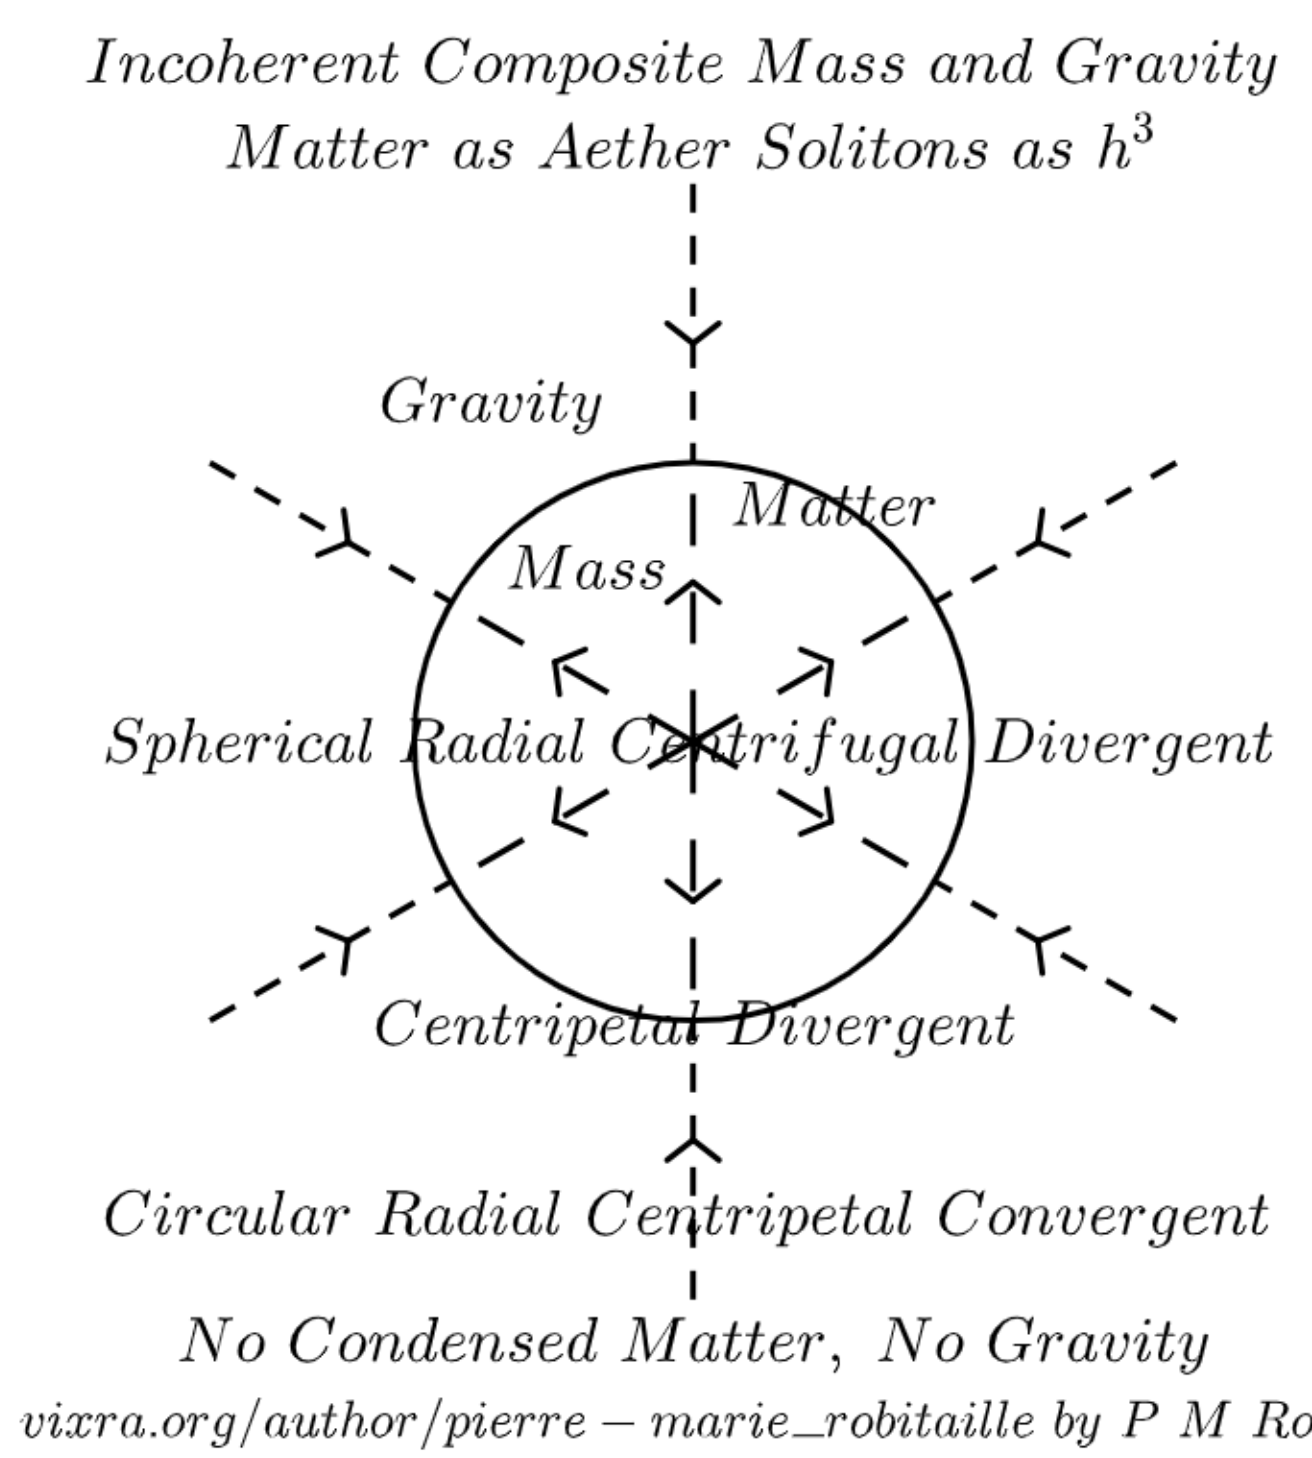 Incoherent Composite Mass and Gravity
Matter as Aether Solitons as h³
Gravity
Matter
Mass
Spherical Radial Centrifugal Divergent
Centripetal Divergent
Circular Radial Centripetal Convergent
No Condensed Matter, No Gravity
vixra.org/author/pierre-marie_robitaille by P M Ro